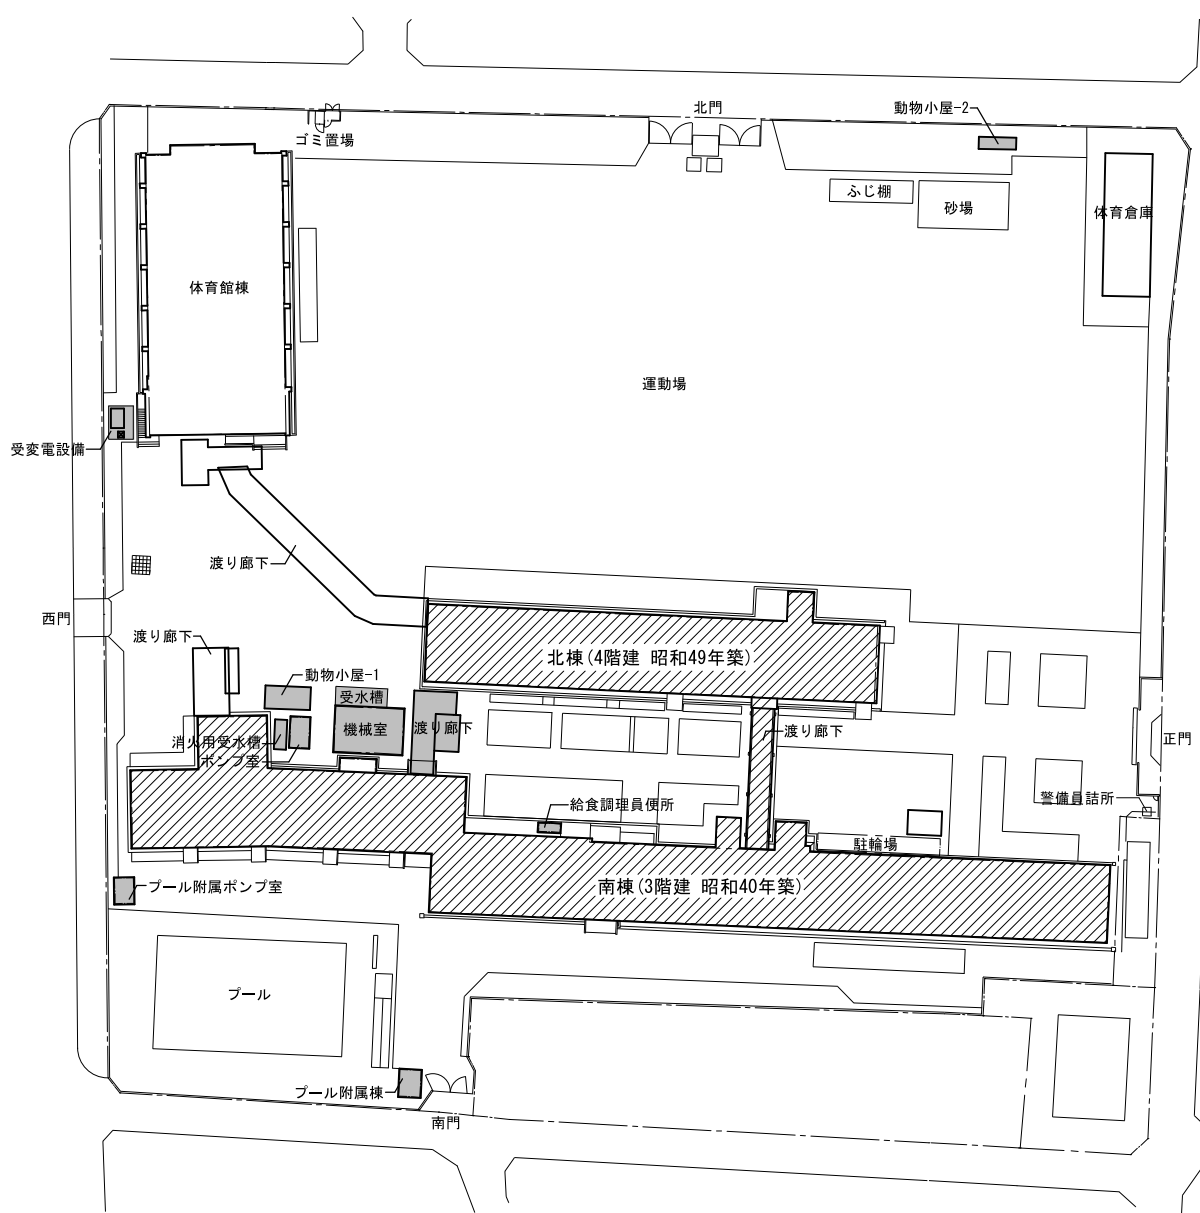 北門
動物小屋-2
ゴミ置場
ふじ棚
砂場
体育倉庫
体育館棟
運動場
受変電設備
渡り廊下
西門
渡り廊下
北棟(4階建 昭和49年築)
動物小屋-1
受水槽
機械室
渡り廊下
渡り廊下
消火用受水槽
ポンプ室
正門
警備員詰所
給食調理員便所
駐輪場
南棟(3階建 昭和40年築)
プール附属ポンプ室
プール
プール附属棟
南門